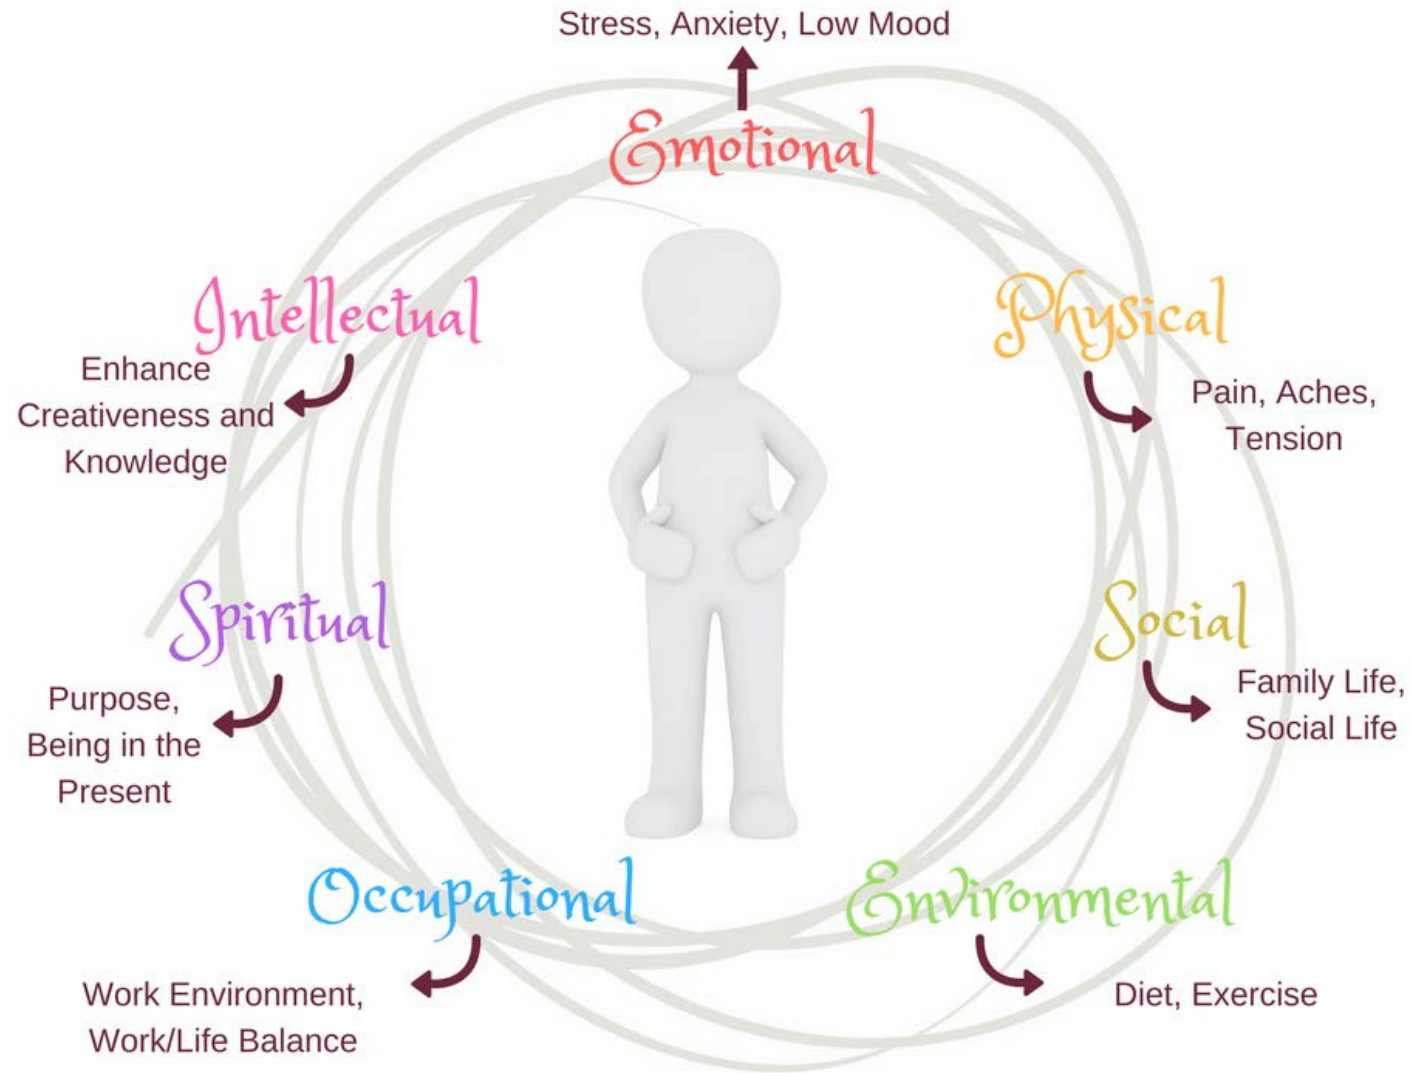 Stress, Anxiety, Low Mood
Emotional
Intellectual
Enhance
Creativeness and
Knowledge
Physical
Pain, Aches,
Tension
Spiritual
Purpose,
Being in the
Present
Social
Family Life,
Social Life
Occupational
Work Environment,
Work/Life Balance
Environmental
Diet, Exercise